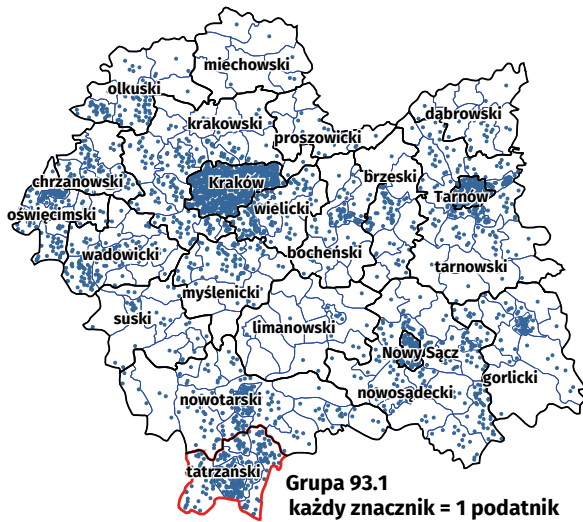 miechowski
olkuski
krakowski
dąbrowski
proszowicki
chrzanowski
Kraków
brzeski
Tarnów
oświęcimski
wielicki
wadowicki
bocheński
tarnowski
myślenicki
suski
limanowski
Nowy Sącz
gorlicki
nowotarski
nowosądecki
tatrzański
Grupa 93.1
każdy znacznik = 1 podatnik